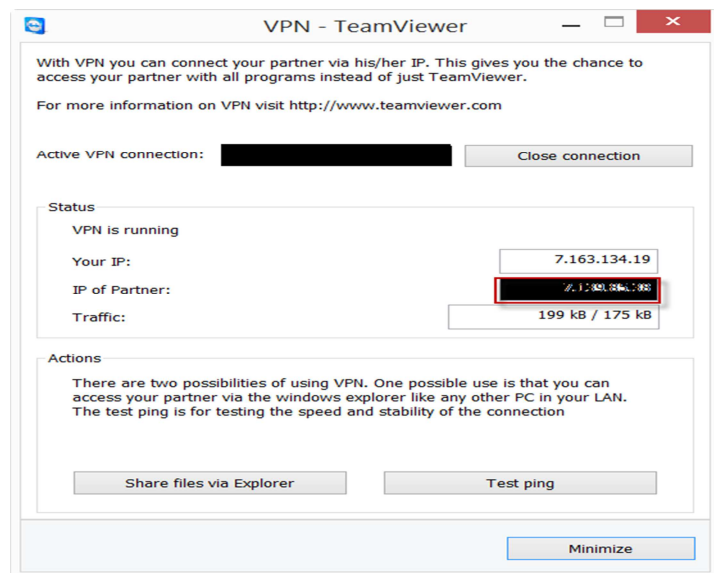 VPN - TeamViewer
With VPN you can connect your partner via his/her IP. This gives you the chance to
access your partner with all programs instead of just TeamViewer.
For more information on VPN visit http://www.teamviewer.com
Active VPN connection:
Close connection
Status
VPN is running
Your IP: 7.163.134.19
IP of Partner:
Traffic: 199 kB / 175 kB
Actions
There are two possibilities of using VPN. One possible use is that you can
access your partner via the windows explorer like any other PC in your LAN.
The test ping is for testing the speed and stability of the connection
Share files via Explorer Test ping
Minimize